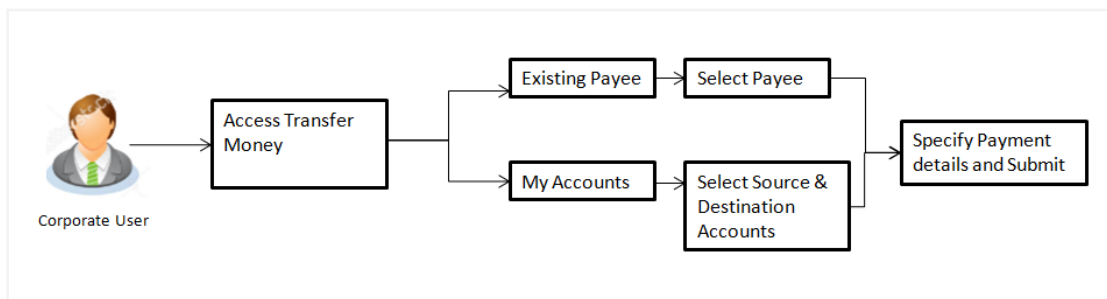 Existing Payee
Select Payee
Access Transfer
Money
Specify Payment
details and Submit
My Accounts
Select Source &
Destination
Accounts
Corporate User